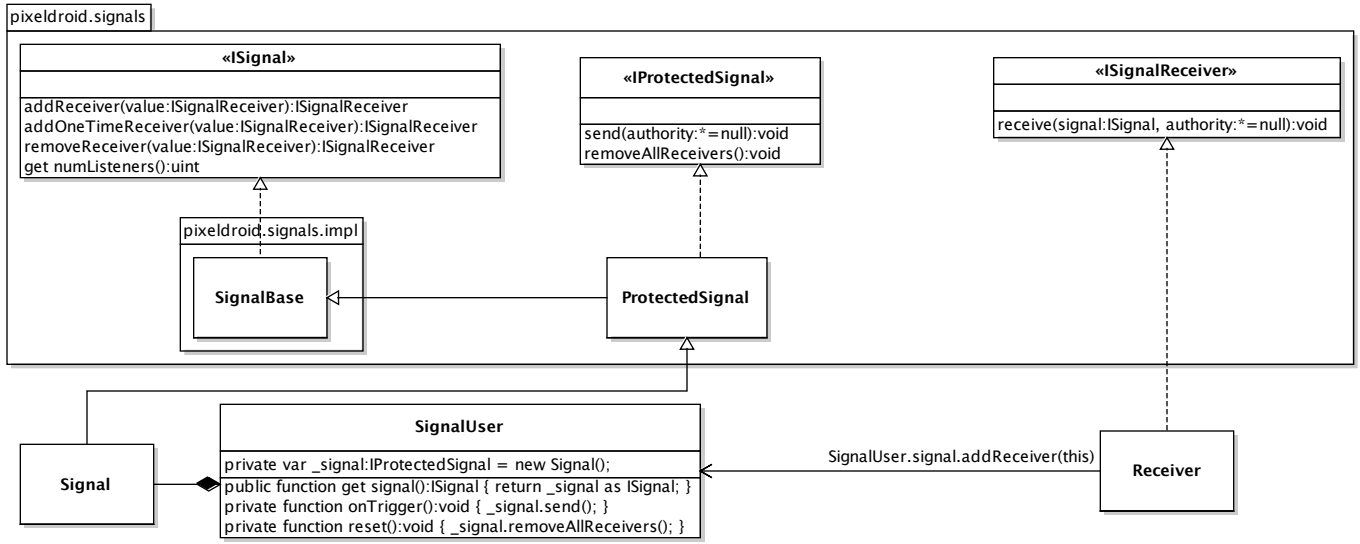 pixeldroid.signals
«ISignal»
addReceiver(value:ISignalReceiver):ISignalReceiver
addOneTimeReceiver(value:ISignalReceiver):ISignalReceiver
removeReceiver(value:ISignalReceiver):ISignalReceiver
get numListeners():uint
«IProtectedSignal»
send(authority:*=null):void
removeAllReceivers():void
«ISignalReceiver»
receive(signal:ISignal, authority:*=null):void
pixeldroid.signals.impl
SignalBase
ProtectedSignal
Signal
SignalUser
private var _signal:IProtectedSignal = new Signal();
public function get signal():ISignal { return _signal as ISignal; }
private function onTrigger():void { _signal.send(); }
private function reset():void { _signal.removeAllReceivers(); }
SignalUser.signal.addReceiver(this)
Receiver